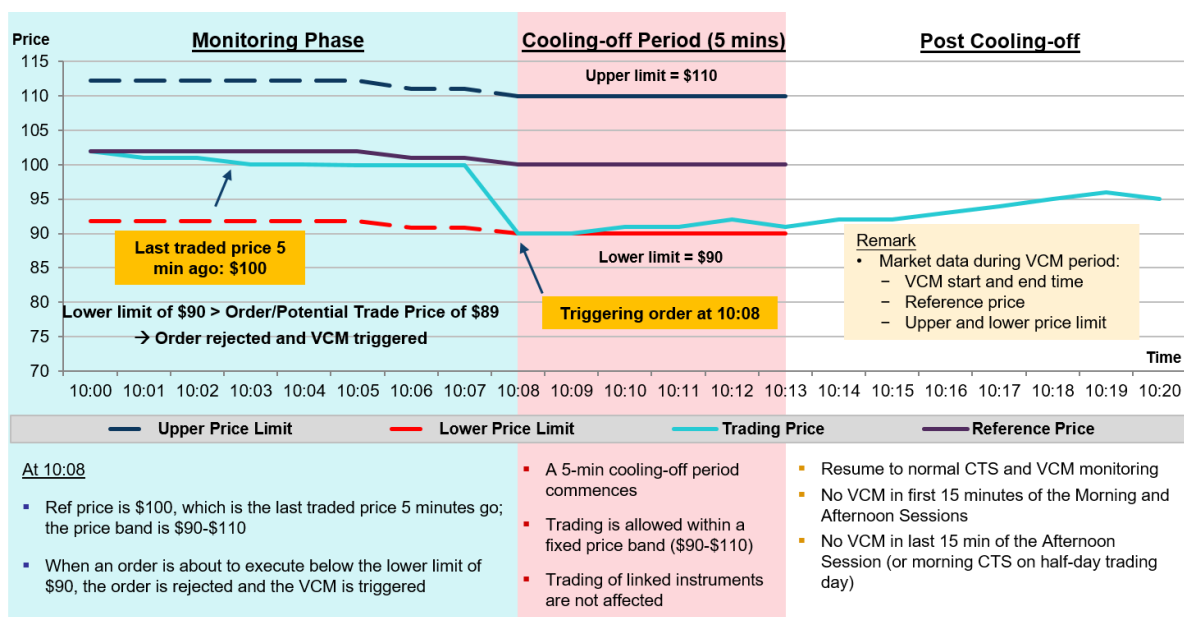 Price
Monitoring Phase
Cooling-off Period (5 mins)
Post Cooling-off
115
110
105
100
95
90
85
80
75
70
Upper limit = $110
Last traded price 5
min ago: $100
Lower limit = $90
Lower limit of $90 > Order/Potential Trade Price of $89
→ Order rejected and VCM triggered
Triggering order at 10:08
Remark
• Market data during VCM period:
− VCM start and end time
− Reference price
− Upper and lower price limit
Time
10:00 10:01 10:02 10:03 10:04 10:05 10:06 10:07 10:08 10:09 10:10 10:11 10:12 10:13 10:14 10:15 10:16 10:17 10:18 10:19 10:20
Upper Price Limit Lower Price Limit Trading Price Reference Price
At 10:08
▪ Ref price is $100, which is the last traded price 5 minutes go;
the price band is $90-$110
▪ When an order is about to execute below the lower limit of
$90, the order is rejected and the VCM is triggered
▪ A 5-min cooling-off period
commences
▪ Trading is allowed within a
fixed price band ($90-$110)
▪ Trading of linked instruments
are not affected
▪ Resume to normal CTS and VCM monitoring
▪ No VCM in first 15 minutes of the Morning and
Afternoon Sessions
▪ No VCM in last 15 min of the Afternoon
Session (or morning CTS on half-day trading
day)